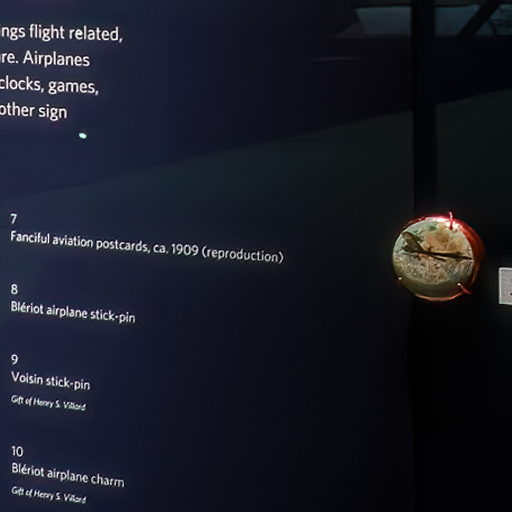 ings flight related,
re. Airplanes
clocks, games,
other sign
7
Fanciful aviation postcards, ca. 1909 (reproduction)
8
Blériot airplane stick-pin
9
Voisin stick-pin
Gift of Henry S. Villard
10
Blériot airplane charm
Gift of Henry S. Villard